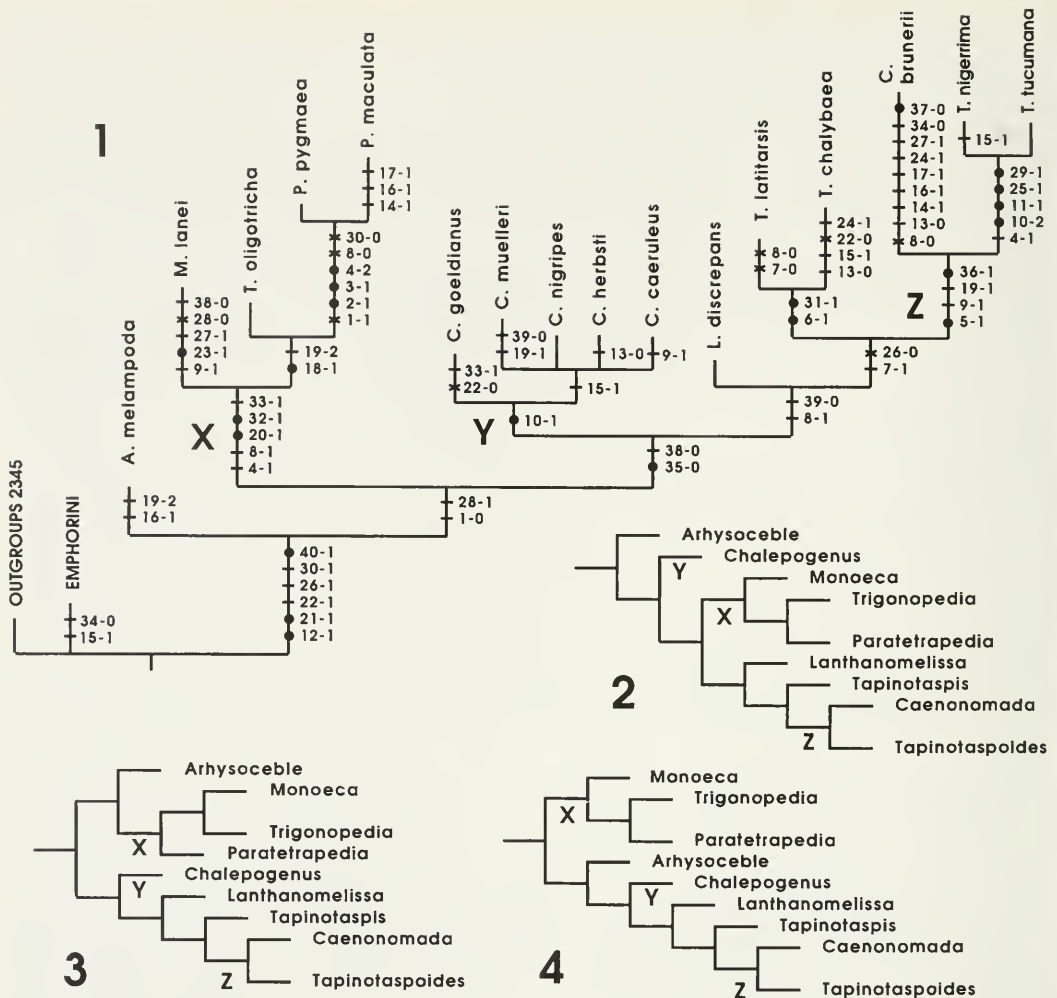 1
OUTGROUPS 2345
EMPHORINI
34-0
15-1
A. melampoda
19-2
16-1
40-1
30-1
26-1
22-1
21-1
12-1
M. lanei
38-0
28-0
27-1
23-1
9-1
T. oligotricha
P. pygmaea
P. maculata
17-1
16-1
14-1
30-0
8-0
4-2
3-1
2-1
1-1
19-2
18-1
X
33-1
32-1
20-1
8-1
4-1
28-1
1-0
C. goeldianus
33-1
22-0
C. muelleri
39-0
19-1
C. nigripes
C. herbsti
13-0
C. caeruleus
9-1
15-1
Y
10-1
38-0
35-0
L. discrepans
39-0
8-1
T. latitarsis
8-0
7-0
T. chalybaea
24-1
22-0
15-1
13-0
31-1
6-1
26-0
7-1
C.
brunerii
37-0
34-0
27-1
24-1
17-1
16-1
14-1
13-0
8-0
T. nigerrima
15-1
T. tucumana
29-1
25-1
11-1
10-2
4-1
Z
36-1
19-1
9-1
5-1
2
Arhysoceble
Chalepogenus
Y
Monoeca
X
Trigonopedia
Paratetrapedia
Lanthanomelissa
Tapinotaspis
Caenonomada
Z
Tapinotaspoides
3
Arhysoceble
Monoeca
Trigonopedia
X
Paratetrapedia
Chalepogenus
Y
Lanthanomelissa
Tapinotaspis
Caenonomada
Z
Tapinotaspoides
4
Monoeca
X
Trigonopedia
Paratetrapedia
Arhysoceble
Chalepogenus
Y
Lanthanomelissa
Tapinotaspis
Caenonomada
Z
Tapinotaspoides